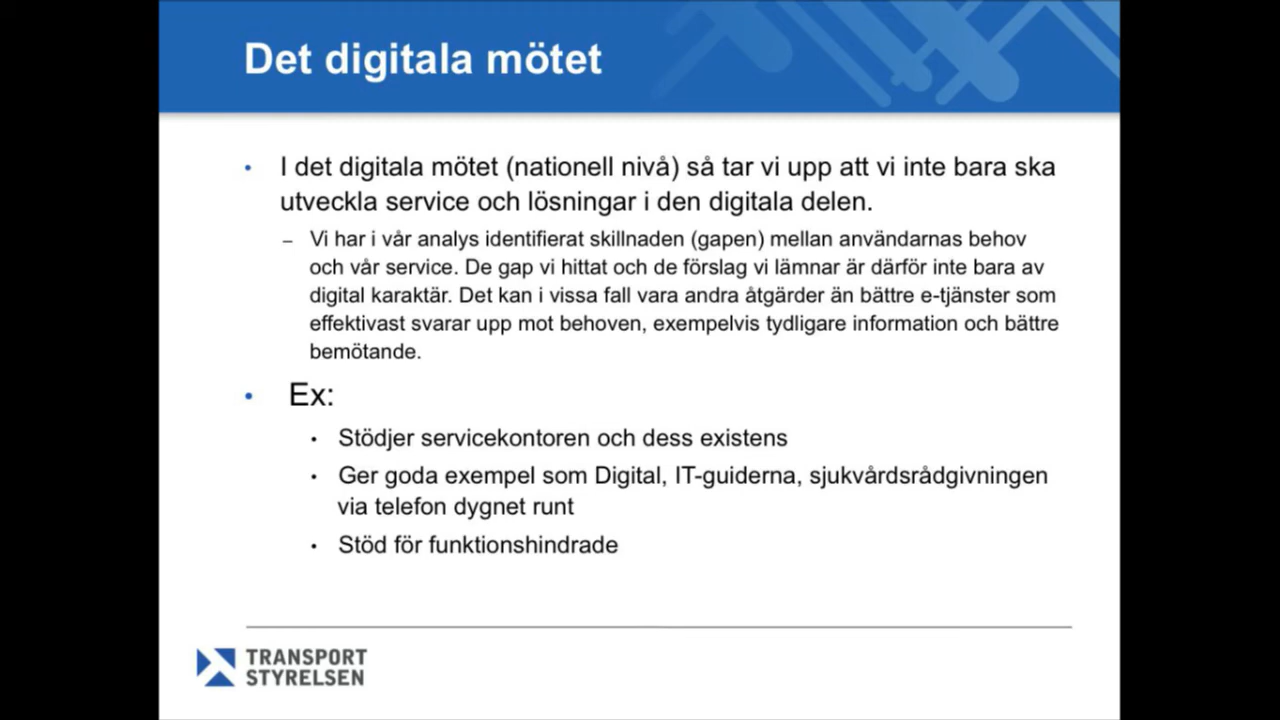 Det digitala mötet
• I det digitala mötet (nationell nivå) så tar vi upp att vi inte bara ska
utveckla service och lösningar i den digitala delen.
– Vi har i vår analys identifierat skillnaden (gapen) mellan användarnas behov
och vår service. De gap vi hittat och de förslag vi lämnar är därför inte bara av
digital karaktär. Det kan i vissa fall vara andra åtgärder än bättre e-tjänster som
effektivast svarar upp mot behoven, exempelvis tydligare information och bättre
bemötande.
• Ex:
• Stödjer servicekontoren och dess existens
• Ger goda exempel som Digital, IT-guiderna, sjukvårdsrådgivningen
via telefon dygnet runt
• Stöd för funktionshindrade
TRANSPORT
STYRELSEN